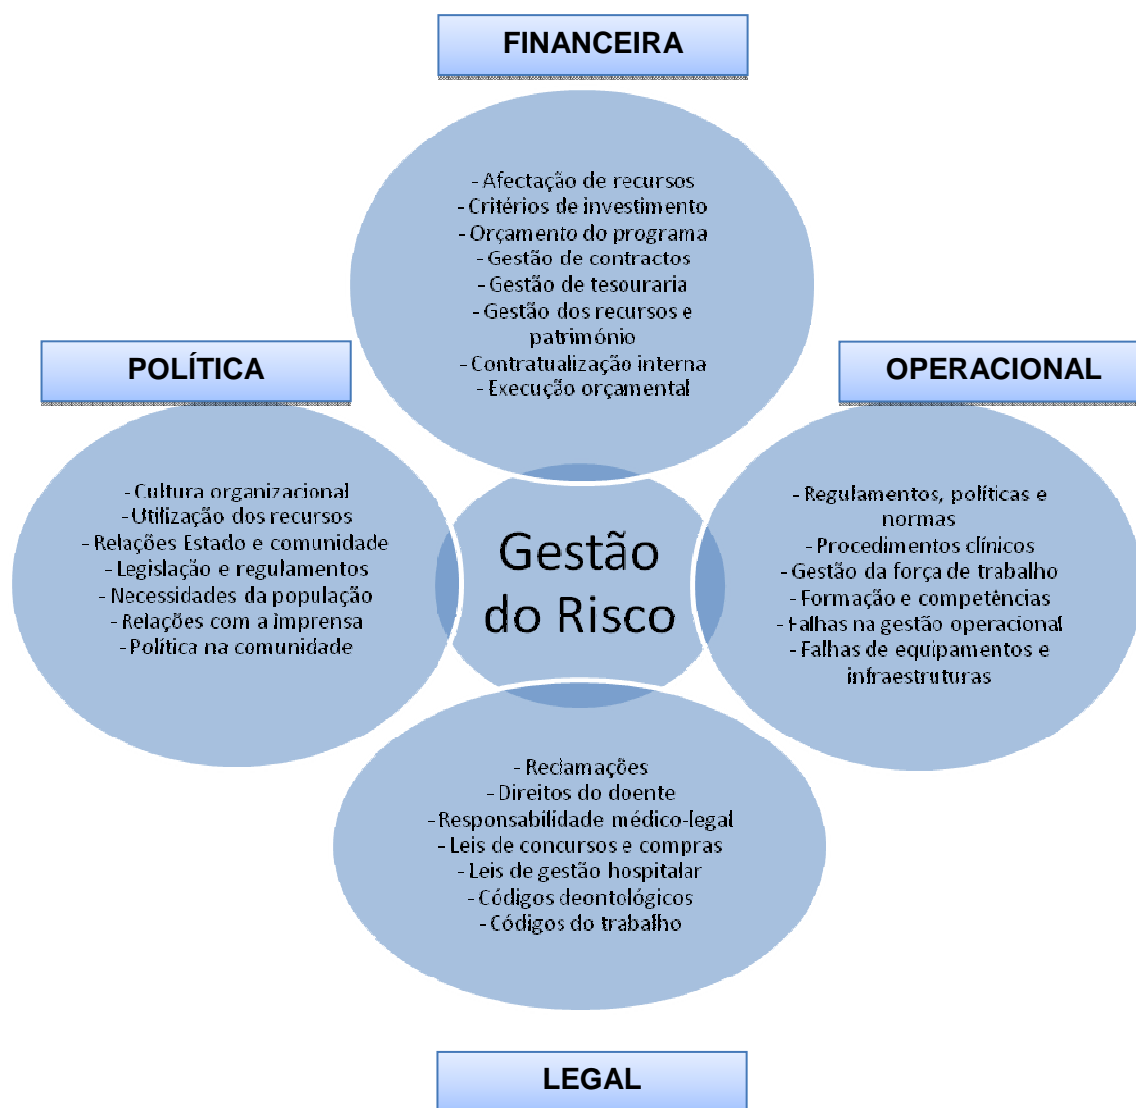 FINANCEIRA
- Afectação de recursos
- Critérios de investimento
- Orçamento do programa
- Gestão de contractos
- Gestão de tesouraria
- Gestão dos recursos e
património
- Contratualização interna
- Execução orçamental
POLÍTICA
- Cultura organizacional
- Utilização dos recursos
- Relações Estado e comunidade
- Legislação e regulamentos
- Necessidades da população
- Relações com a imprensa
- Política na comunidade
Gestão
do Risco
OPERACIONAL
- Regulamentos, políticas e
normas
- Procedimentos clínicos
- Gestão da força de trabalho
- Formação e competências
- Falhas na gestão operacional
- Falhas de equipamentos e
infraestruturas
- Reclamações
- Direitos do doente
- Responsabilidade médico-legal
- Leis de concursos e compras
- Leis de gestão hospitalar
- Códigos deontológicos
- Códigos do trabalho
LEGAL